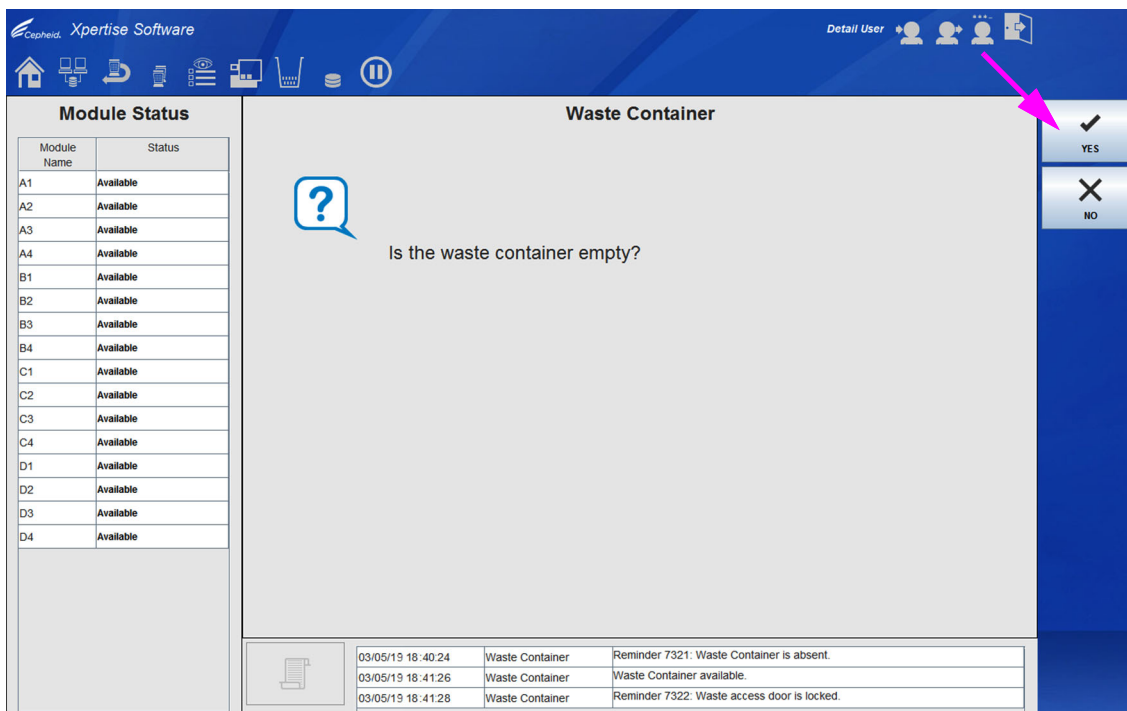 Cepheid. Xpertise Software
Detail User
Module Status
Module Name Status
A1 Available
A2 Available
A3 Available
A4 Available
B1 Available
B2 Available
B3 Available
B4 Available
C1 Available
C2 Available
C3 Available
C4 Available
D1 Available
D2 Available
D3 Available
D4 Available
Waste Container
?
Is the waste container empty?
YES
NO
03/05/19 18:40:24 Waste Container Reminder 7321: Waste Container is absent.
03/05/19 18:41:26 Waste Container Waste Container available.
03/05/19 18:41:28 Waste Container Reminder 7322: Waste access door is locked.